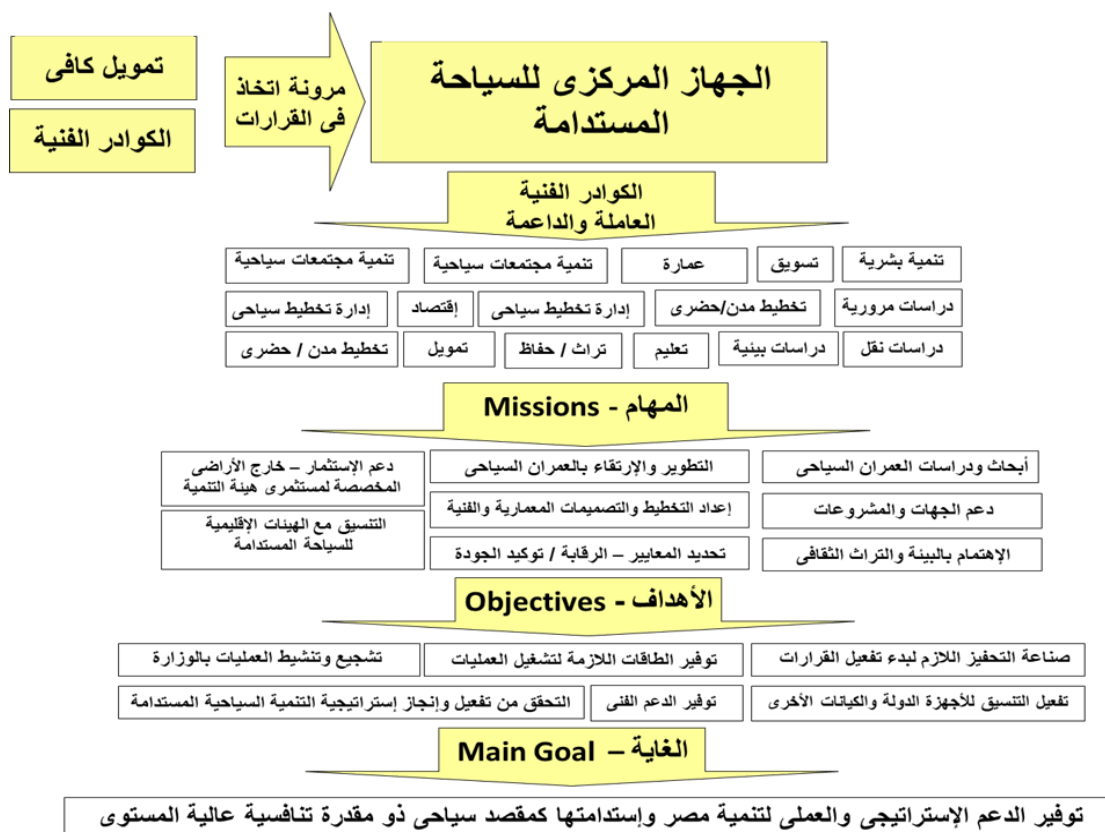 تمويل كافى
الكوادر الفنية
مرونة اتخاذ
فى القرارات
الجهاز المركزى للسياحة
المستدامة
الكوادر الفنية
العاملة والداعمة
تنمية بشرية
تسويق
عمارة
تنمية مجتمعات سياحية
تنمية مجتمعات سياحية
دراسات مرورية
تخطيط مدن/حضرى
إدارة تخطيط سياحى
إقتصاد
إدارة تخطيط سياحى
دراسات نقل
دراسات بيئية
تعليم
تراث / حفاظ
تمويل
تخطيط مدن / حضرى
المهام - Missions
أبحاث ودراسات العمران السياحى
التطوير والإرتقاء بالعمران السياحى
دعم الإستثمار – خارج الأراضى
المخصصة لمستثمرى هيئة التنمية
دعم الجهات والمشروعات
إعداد التخطيط والتصميمات المعمارية والفنية
التنسيق مع الهيئات الإقليمية
للسياحة المستدامة
الإهتمام بالبيئة والتراث الثقافى
تحديد المعايير – الرقابة / توكيد الجودة
الأهداف - Objectives
صناعة التحفيز اللازم لبدء تفعيل القرارات
توفير الطاقات اللازمة لتشغيل العمليات
تشجيع وتنشيط العمليات بالوزارة
تفعيل التنسيق للأجهزة الدولة والكيانات الأخرى
توفير الدعم الفنى
التحقق من تفعيل وإنجاز إستراتيجية التنمية السياحية المستدامة
الغاية – Main Goal
توفير الدعم الإستراتيجى والعملى لتنمية مصر وإستدامتها كمقصد سياحى ذو مقدرة تنافسية عالية المستوى